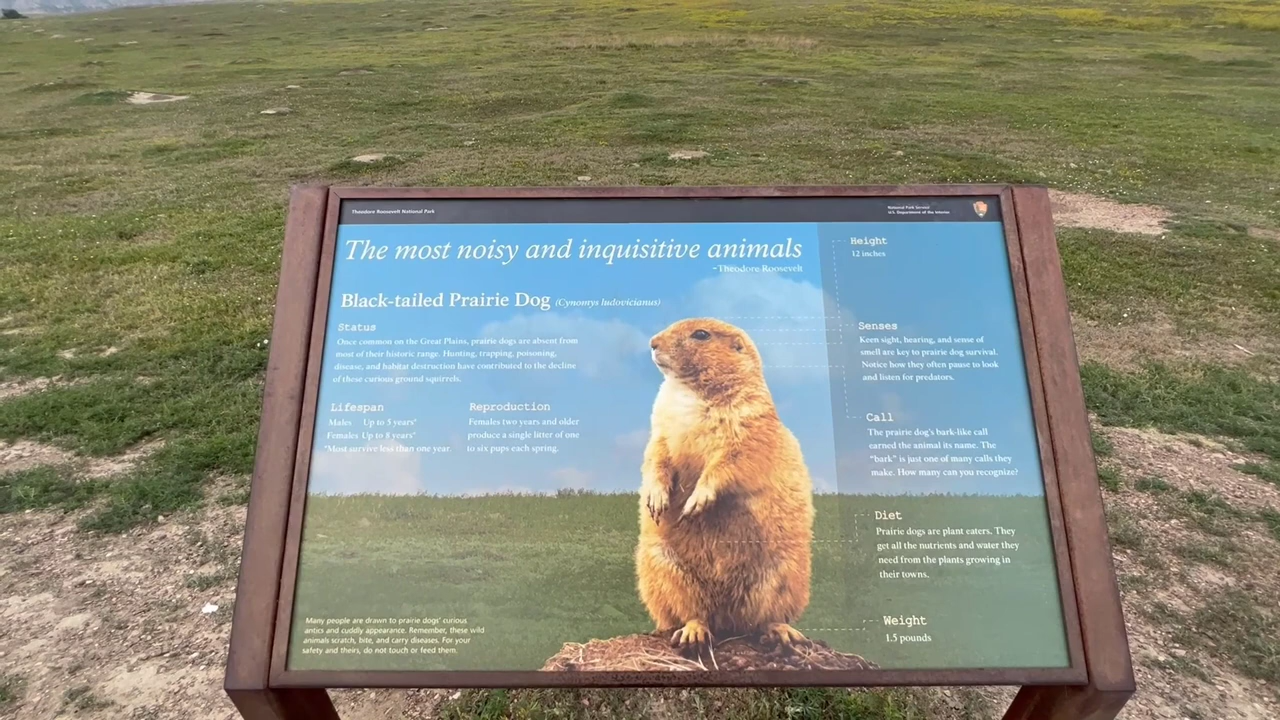 Theodore Roosevelt National Park
National Park Service
U.S. Department of the Interior
The most noisy and inquisitive animals
-Theodore Roosevelt
Black-tailed Prairie Dog (Cynomys ludovicianus)
Status
Once common on the Great Plains, prairie dogs are absent from
most of their historic range. Hunting, trapping, poisoning,
disease, and habitat destruction have contributed to the decline
of these curious ground squirrels.
Lifespan
Males Up to 5 years*
Females Up to 8 years*
*Most survive less than one year.
Reproduction
Females two years and older
produce a single litter of one
to six pups each spring.
Many people are drawn to prairie dogs' curious
antics and cuddly appearance. Remember, these wild
animals scratch, bite, and carry diseases. For your
safety and theirs, do not touch or feed them.
Height
12 inches
Senses
Keen sight, hearing, and sense of
smell are key to prairie dog survival.
Notice how they often pause to look
and listen for predators.
Call
The prairie dog's bark-like call
earned the animal its name. The
"bark" is just one of many calls they
make. How many can you recognize?
Diet
Prairie dogs are plant eaters. They
get all the nutrients and water they
need from the plants growing in
their towns.
Weight
1.5 pounds